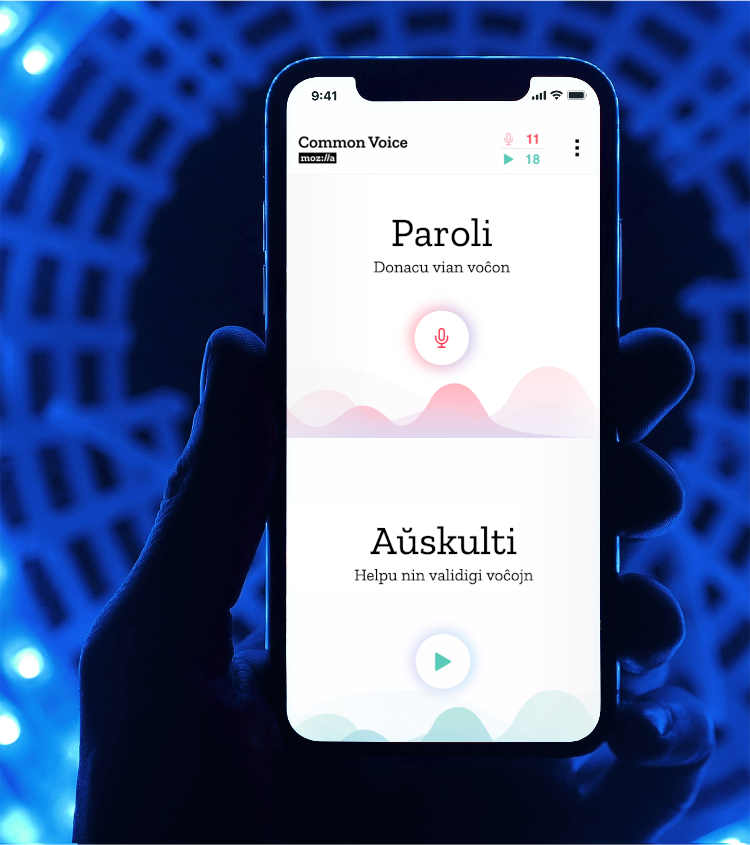 9:41
Common Voice
moz://a
11
18
Paroli
Donacu vian voĉon
Aŭskulti
Helpu nin validigi voĉojn